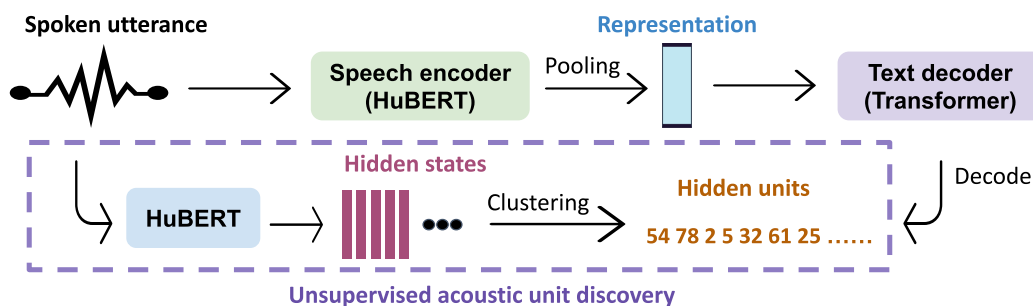 Spoken utterance
Speech encoder
(HuBERT)
Pooling
Representation
Text decoder
(Transformer)
HuBERT
Hidden states
Clustering
Hidden units
54 78 2 5 32 61 25 ......
Decode
Unsupervised acoustic unit discovery